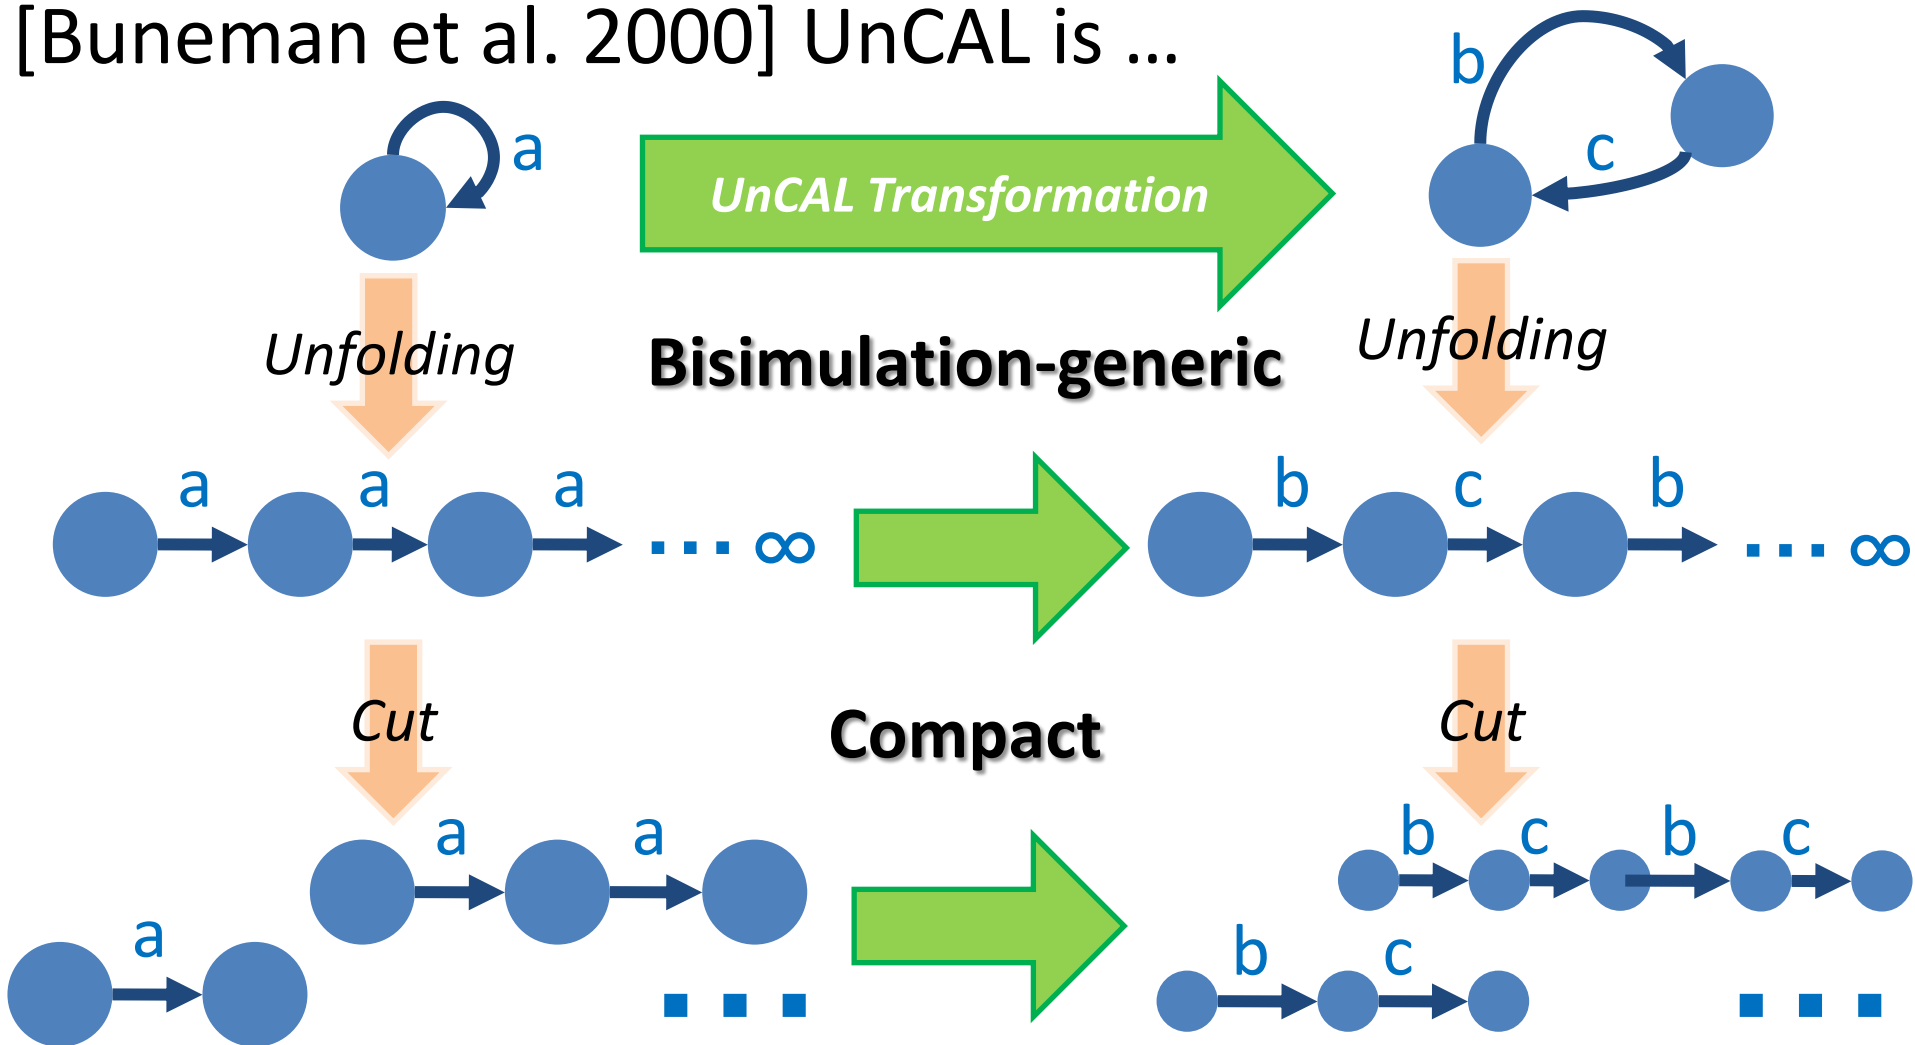 [Buneman et al. 2000] UnCAL is …
b
a
c
UnCAL Transformation
Unfolding
Bisimulation-generic
Unfolding
a a a
… ∞
b c b
… ∞
Cut
Compact
Cut
a a
b c b c
a
…
b c
…